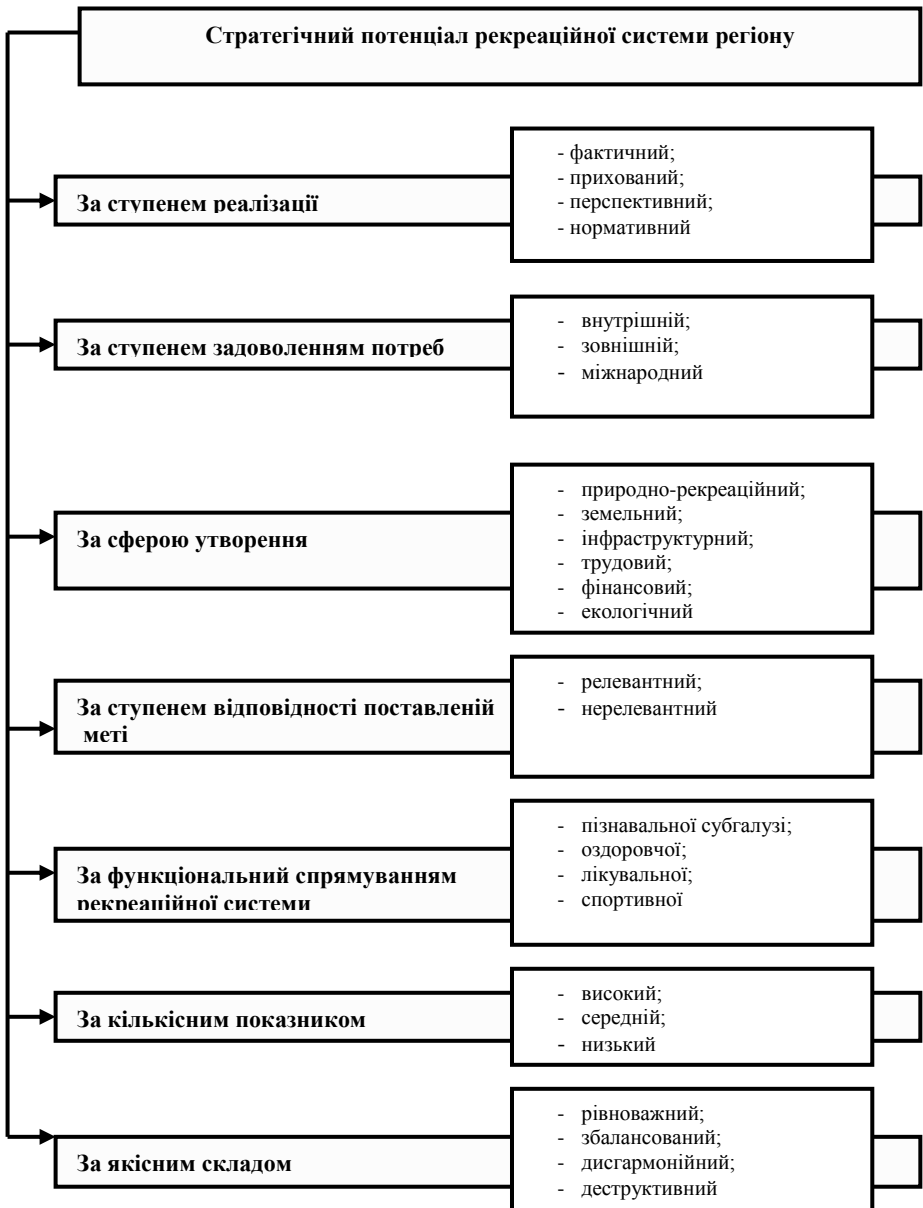 Стратегічний потенціал рекреаційної системи регіону
За ступенем реалізації
- фактичний;
- прихований;
- перспективний;
- нормативний
За ступенем задоволенням потреб
- внутрішній;
- зовнішній;
- міжнародний
За сферою утворення
- природно-рекреаційний;
- земельний;
- інфраструктурний;
- трудовий;
- фінансовий;
- екологічний
За ступенем відповідності поставленій
меті
- релевантний;
- нерелевантний
За функціональний спрямуванням
рекреаційної системи
- пізнавальної субгалузі;
- оздоровчої;
- лікувальної;
- спортивної
За кількісним показником
- високий;
- середній;
- низький
За якісним складом
- рівноважний;
- збалансований;
- дисгармонійний;
- деструктивний